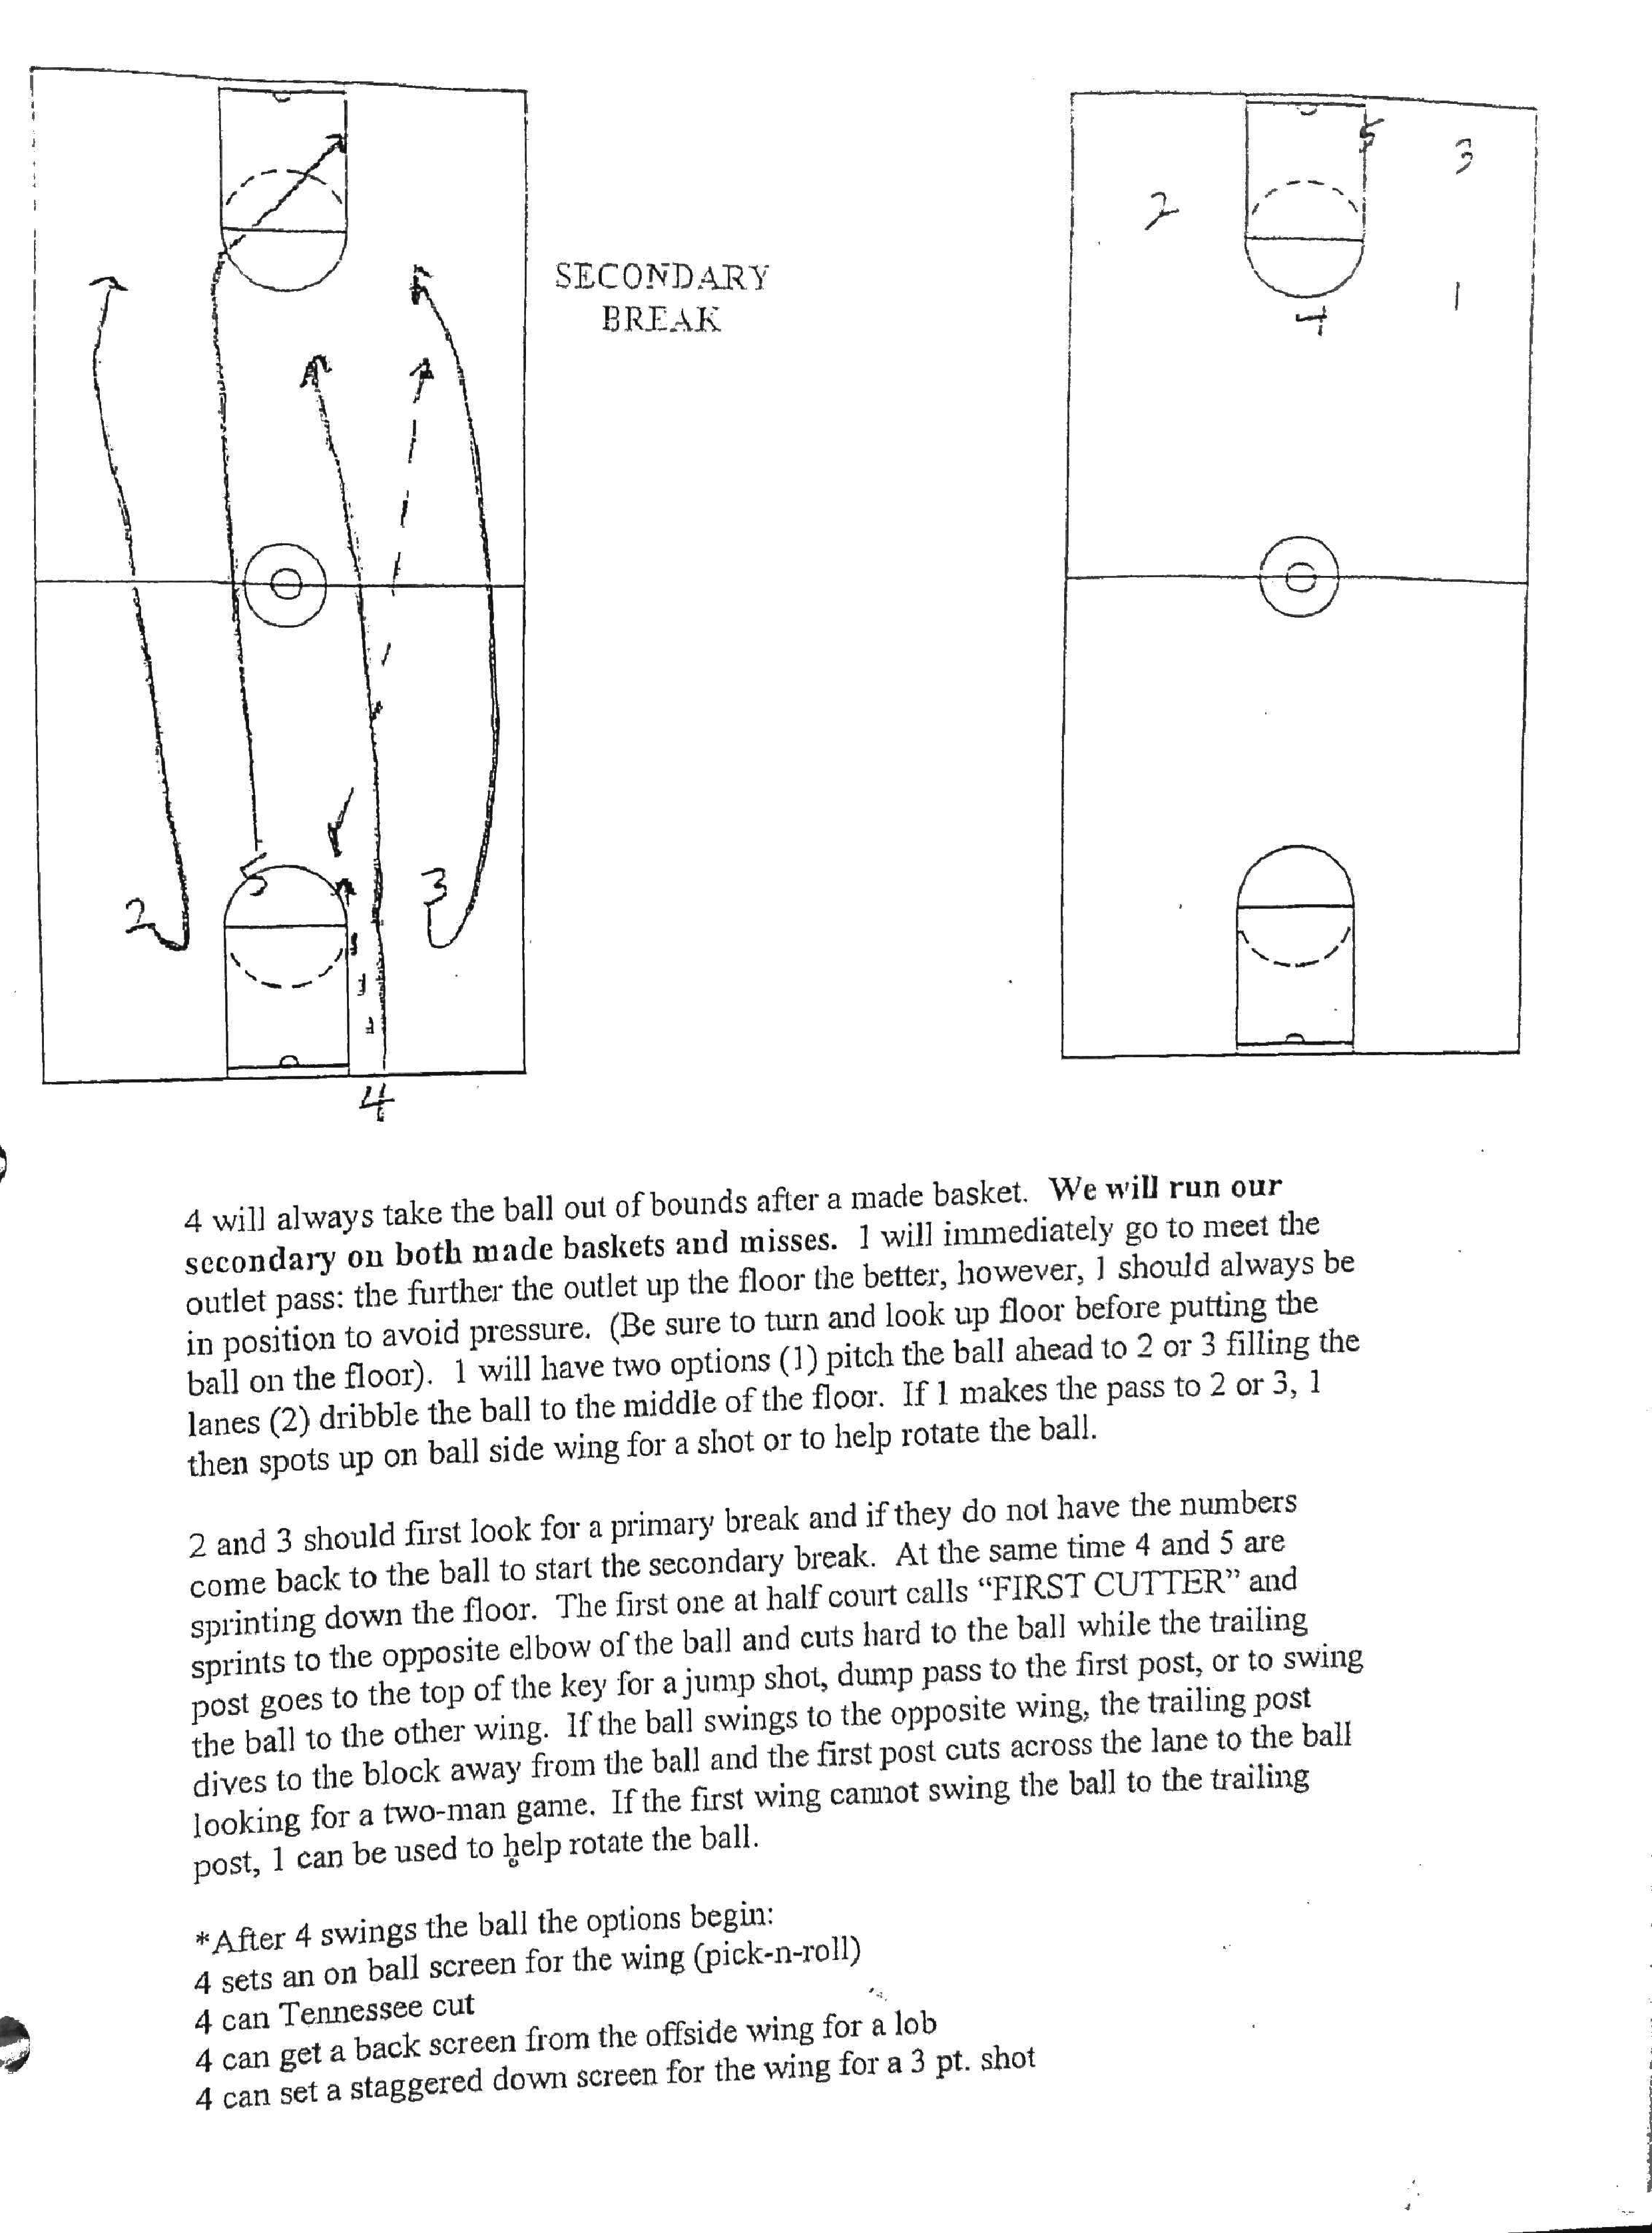 SECONDARY
BREAK
5
3
2
1
4
5
2
3
4
4 will always take the ball out of bounds after a made basket. We will run our
secondary on both made baskets and misses. 1 will immediately go to meet the
outlet pass: the further the outlet up the floor the better, however, 1 should always be
in position to avoid pressure. (Be sure to turn and look up floor before putting the
ball on the floor). 1 will have two options (1) pitch the ball ahead to 2 or 3 filling the
lanes (2) dribble the ball to the middle of the floor. If 1 makes the pass to 2 or 3, 1
then spots up on ball side wing for a shot or to help rotate the ball.
2 and 3 should first look for a primary break and if they do not have the numbers
come back to the ball to start the secondary break. At the same time 4 and 5 are
sprinting down the floor. The first one at half court calls “FIRST CUTTER” and
sprints to the opposite elbow of the ball and cuts hard to the ball while the trailing
post goes to the top of the key for a jump shot, dump pass to the first post, or to swing
the ball to the other wing. If the ball swings to the opposite wing, the trailing post
dives to the block away from the ball and the first post cuts across the lane to the ball
looking for a two-man game. If the first wing cannot swing the ball to the trailing
post, 1 can be used to help rotate the ball.
*After 4 swings the ball the options begin:
4 sets an on ball screen for the wing (pick-n-roll)
4 can Tennessee cut
4 can get a back screen from the offside wing for a lob
4 can set a staggered down screen for the wing for a 3 pt. shot